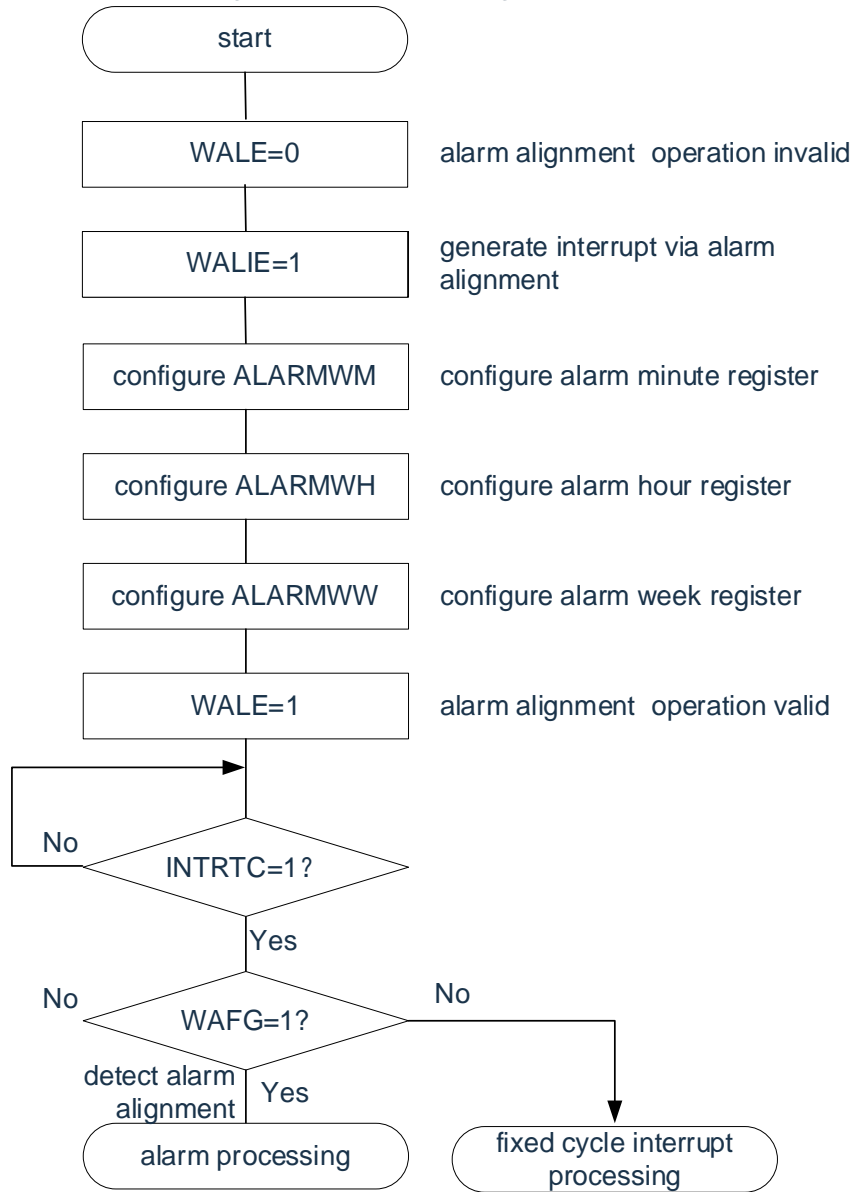 start
WALE=0
alarm alignment operation invalid
WALIE=1
generate interrupt via alarm
alignment
configure ALARMWM
configure alarm minute register
configure ALARMWH
configure alarm hour register
configure ALARMWW
configure alarm week register
WALE=1
alarm alignment operation valid
No
INTRTC=1?
Yes
No
WAFG=1?
No
detect alarm
alignment
Yes
alarm processing
fixed cycle interrupt
processing